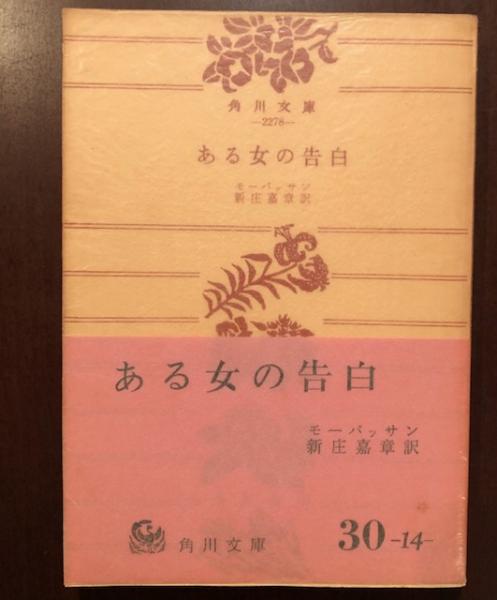 角川文庫
—2278—
ある女の告白
モーパッサン
新庄嘉章訳
ある女の告白
モーパッサン
新庄嘉章訳
角川文庫
30-14-